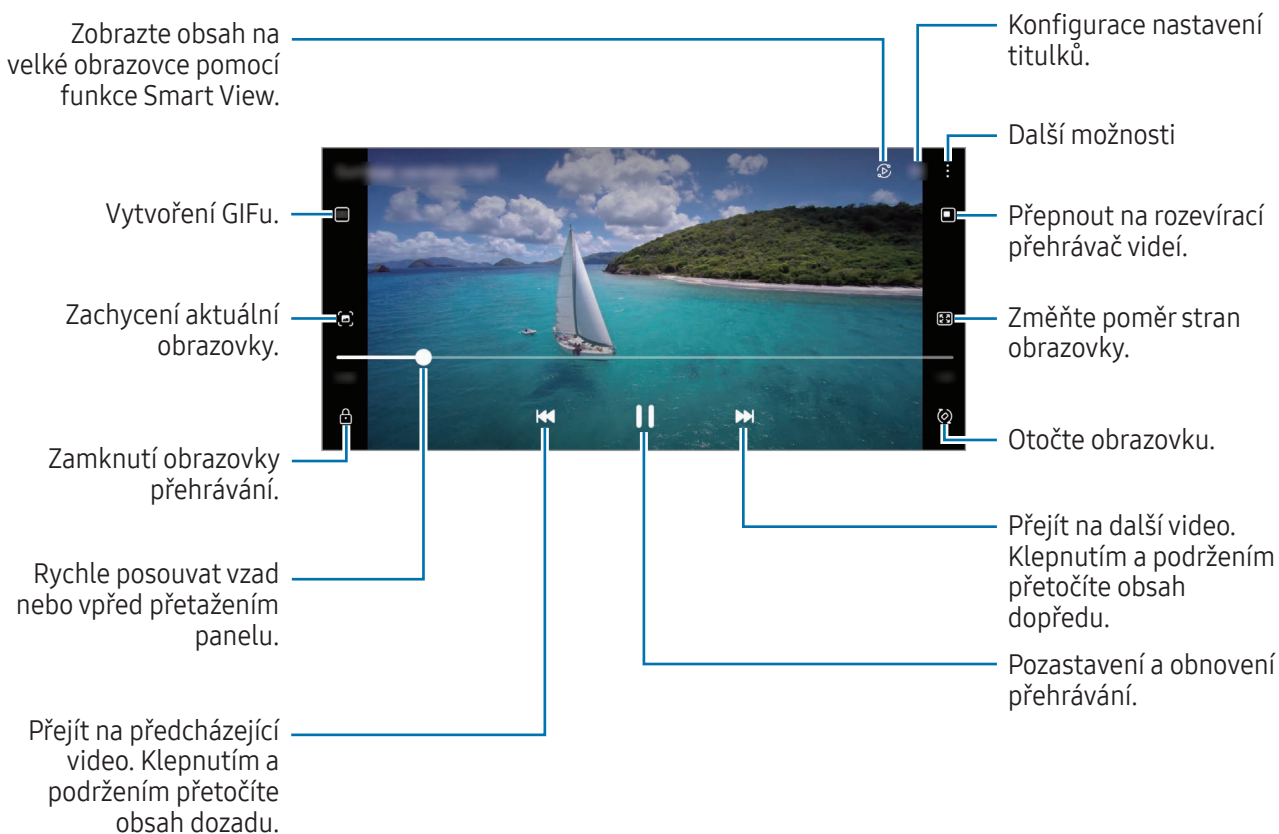 Zobrazte obsah na
velké obrazovce pomocí
funkce Smart View.
Konfigurace nastavení
titulků.
Další možnosti
Vytvoření GIFu.
Přepnout na rozevírací
přehrávač videí.
Zachycení aktuální
obrazovky.
Změňte poměr stran
obrazovky.
Zamknutí obrazovky
přehrávání.
Otočte obrazovku.
Rychle posouvat vzad
nebo vpřed přetažením
panelu.
Přejít na další video.
Klepnutím a podržením
přetočíte obsah
dopředu.
Pozastavení a obnovení
přehrávání.
Přejít na předcházející
video. Klepnutím a
podržením přetočíte
obsah dozadu.